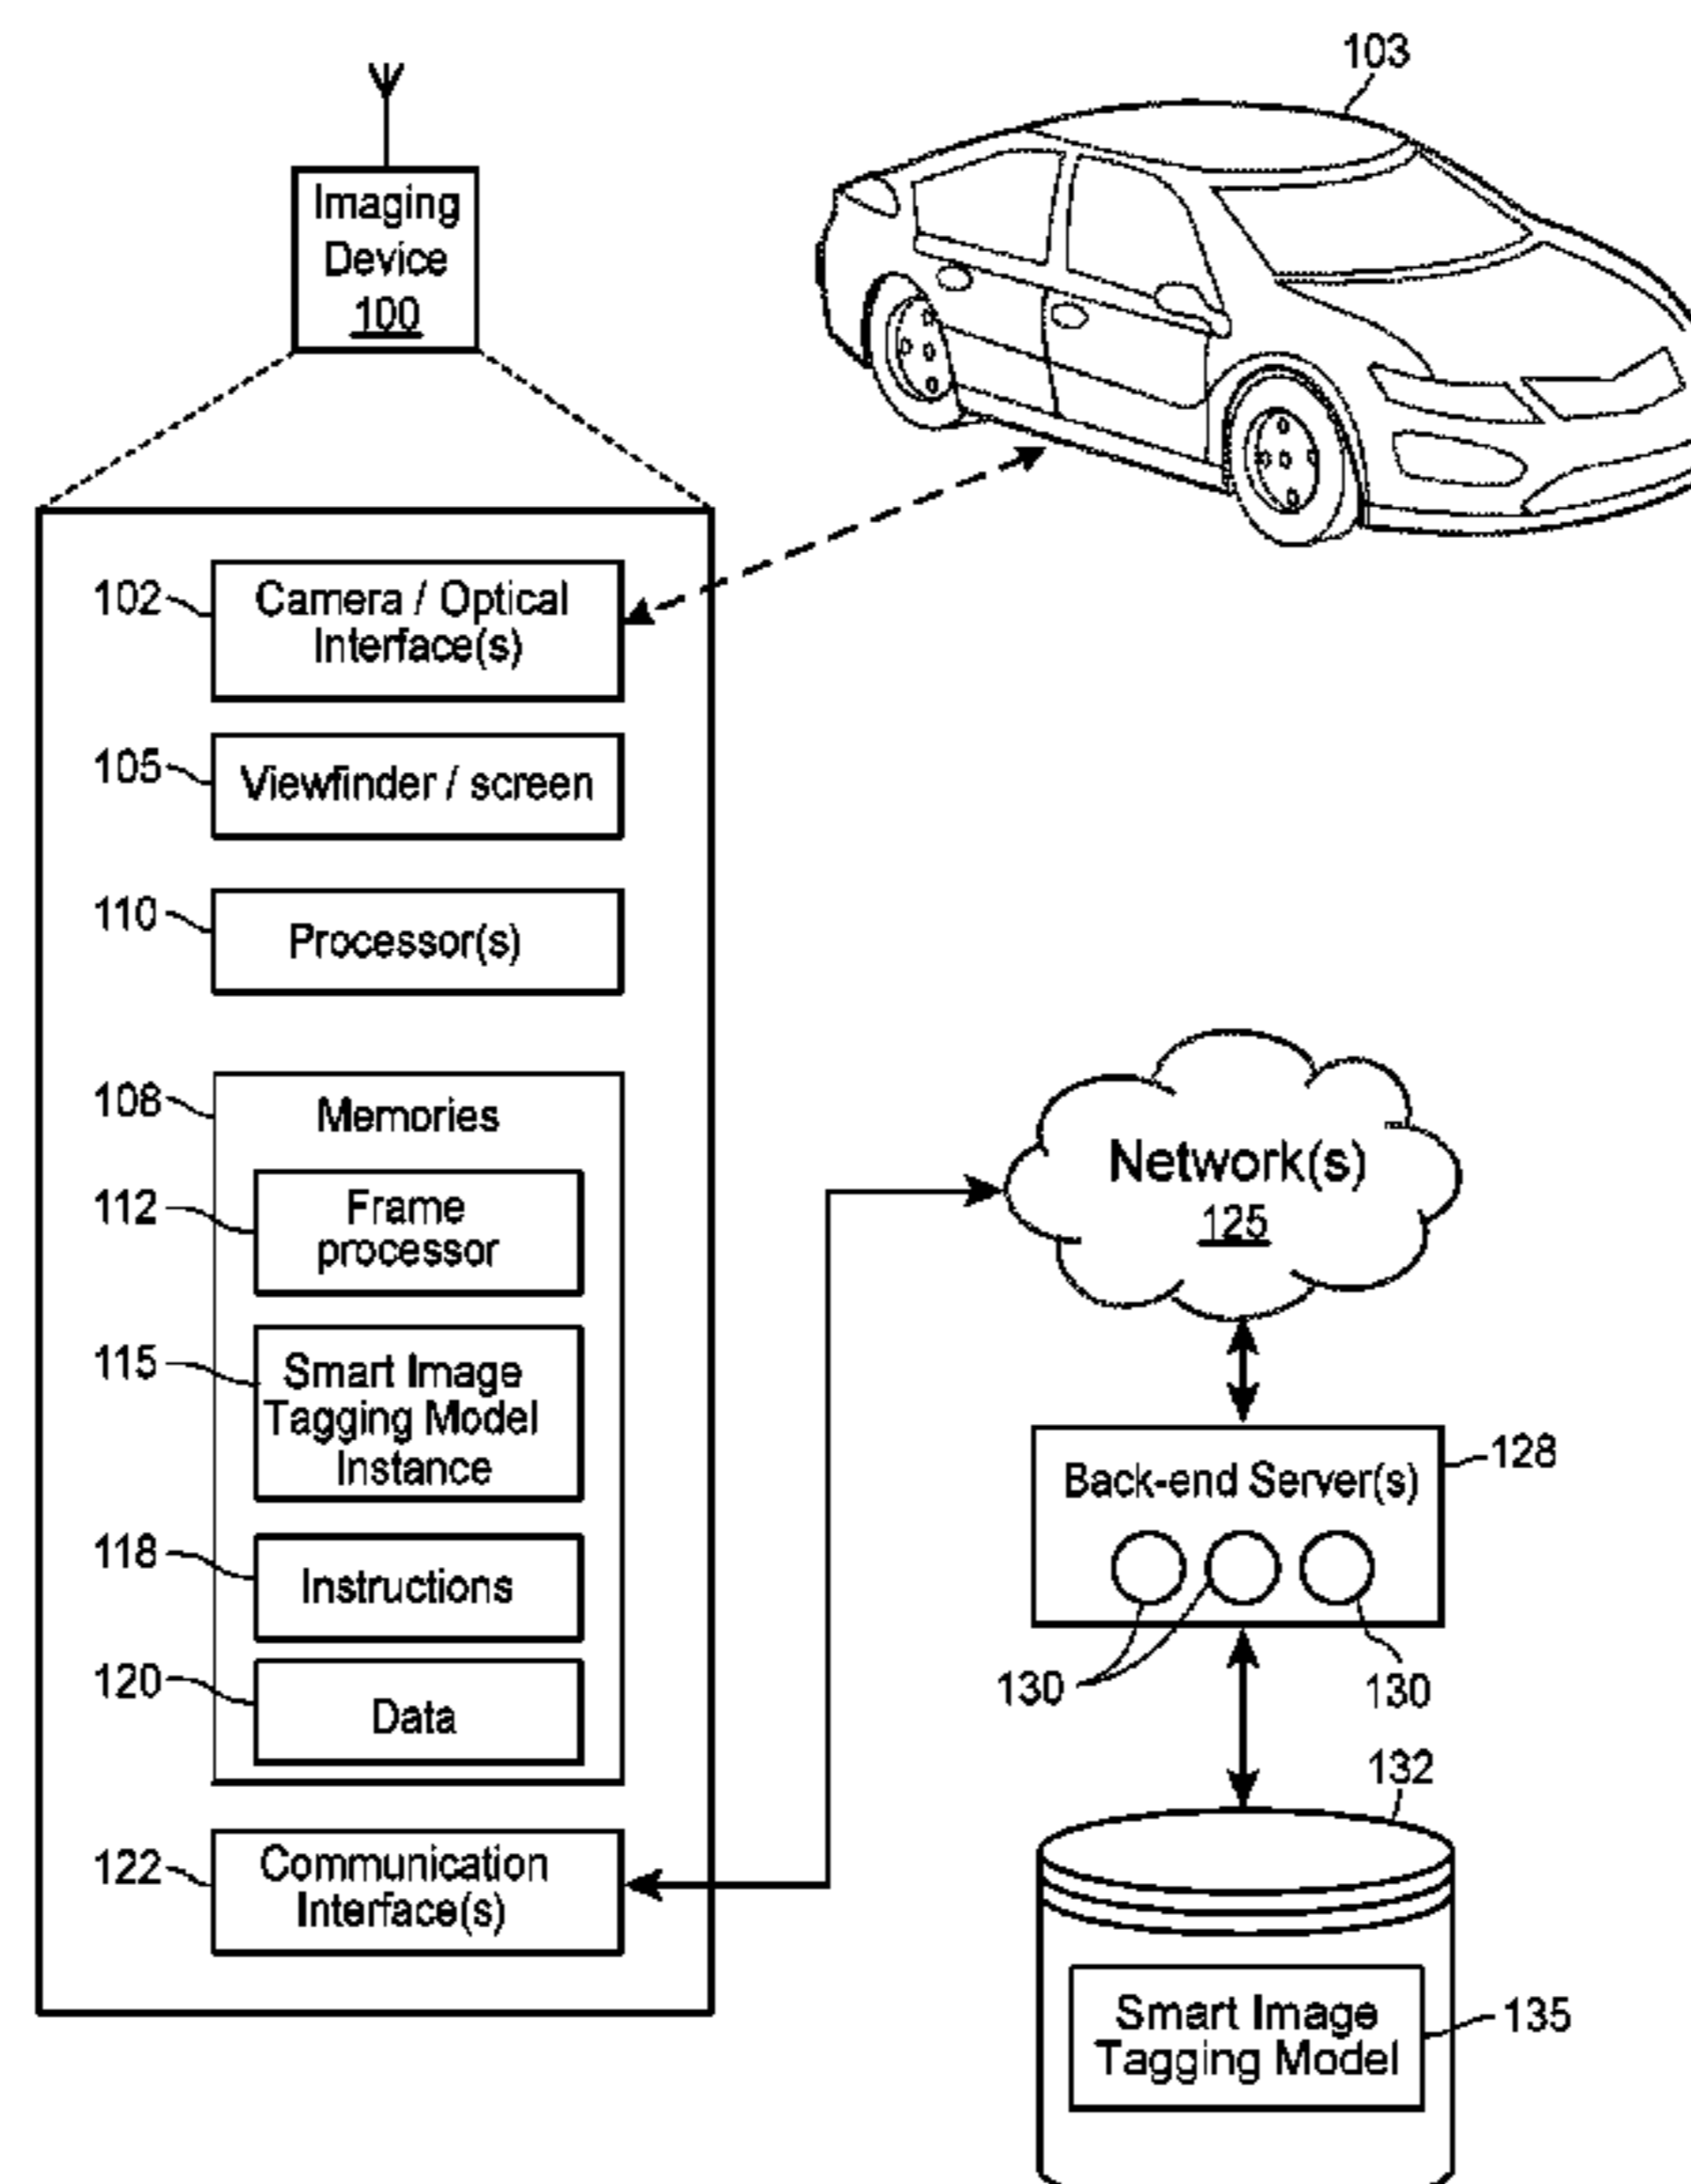 103
Imaging
Device
100
102
Camera / Optical
Interface(s)
105
Viewfinder / screen
110
Processor(s)
108
Memories
112
Frame
processor
115
Smart Image
Tagging Model
Instance
118
Instructions
120
Data
122
Communication
Interface(s)
Network(s)
125
128
Back-end Server(s)
130
130
132
Smart Image
Tagging Model
135